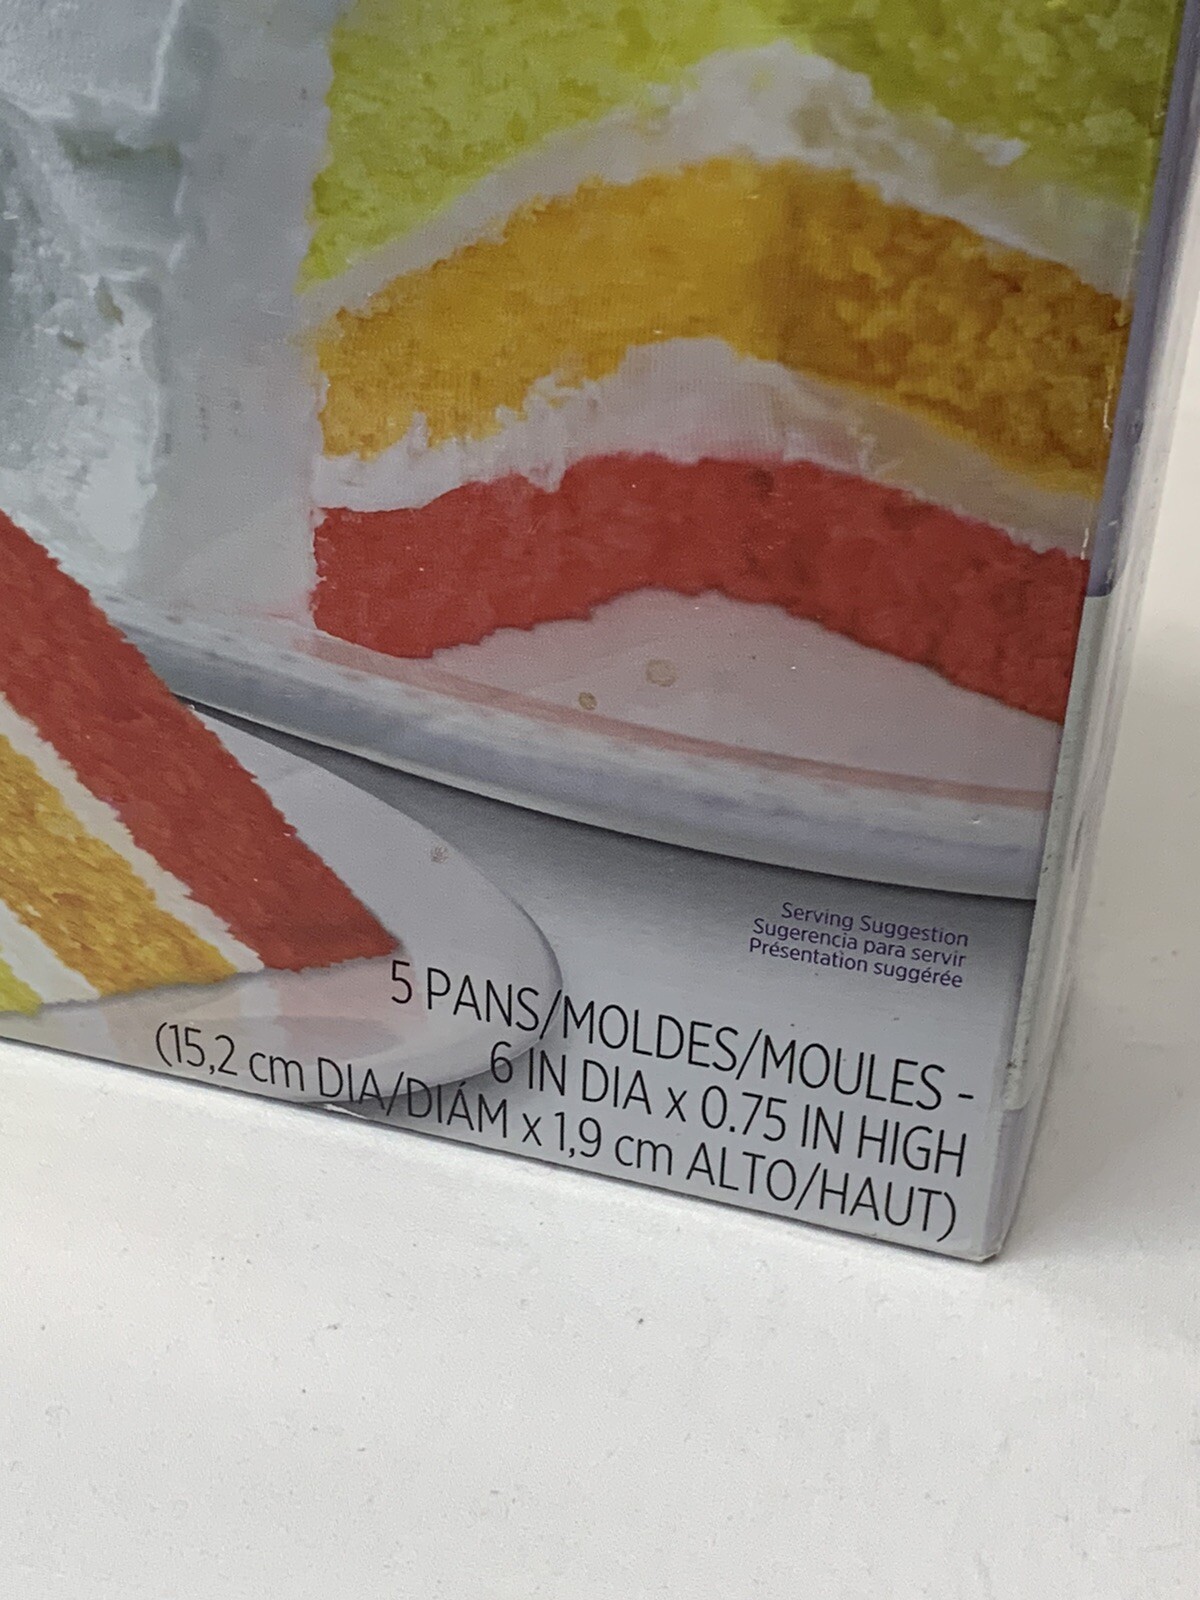 Serving Suggestion
Sugerencia para servir
Présentation suggérée
5 PANS/MOLDES/MOULES -
6 IN DIA x 0.75 IN HIGH
(15,2 cm DIA/DIÁM x 1,9 cm ALTO/HAUT)